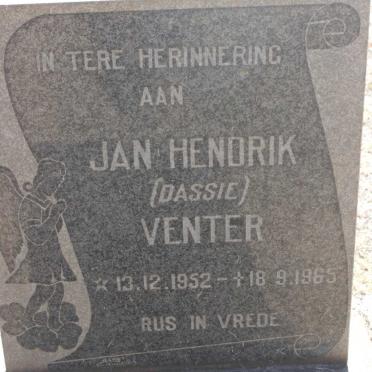 IN TERE HERINNERING
AAN
JAN HENDRIK
(DASSIE)
VENTER
☆ 13.12.1952 - ✝ 18 9.1965
RUS IN VREDE